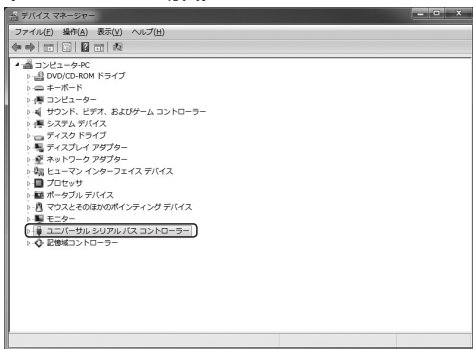 デバイス マネージャー
ファイル(F) 操作(A) 表示(V) ヘルプ(H)
コンピュータ-PC
DVD/CD-ROM ドライブ
キーボード
コンピューター
サウンド、ビデオ、およびゲーム コントローラー
システム デバイス
ディスク ドライブ
ディスプレイ アダプター
ネットワーク アダプター
ヒューマン インターフェイス デバイス
プロセッサ
ポータブル デバイス
マウスとそのほかのポインティング デバイス
モニター
ユニバーサル シリアル バス コントローラー
記憶域コントローラー